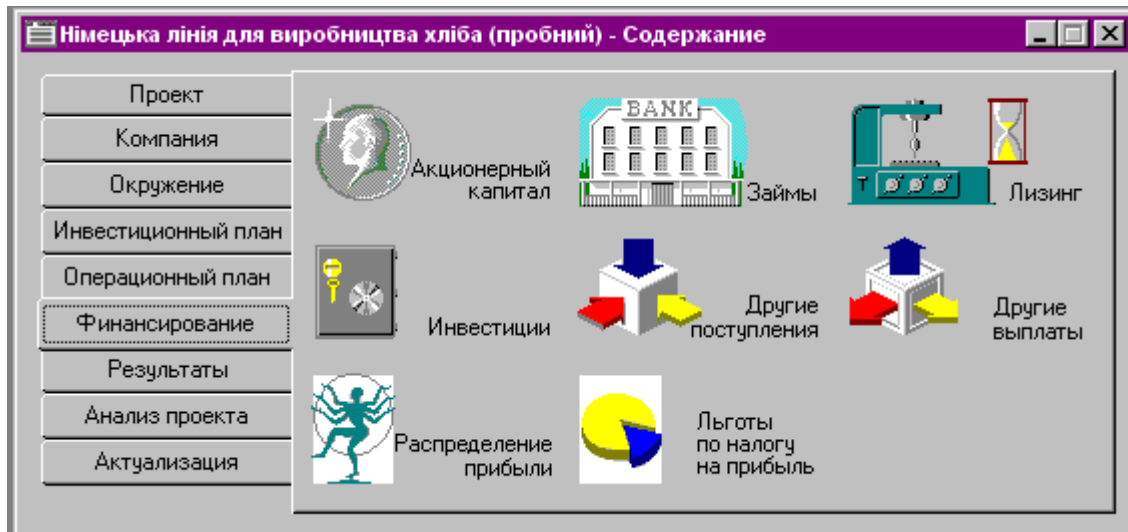 Німецька лінія для виробництва хліба (пробний) - Содержание
Проект
Компания
Окружение
Инвестиционный план
Операционный план
Финансирование
Результаты
Анализ проекта
Актуализация
Акционерный
капитал
BANK
Займы
Т
Лизинг
Инвестиции
Другие
поступления
Другие
выплаты
Распределение
прибыли
Льготы
по налогу
на прибыль